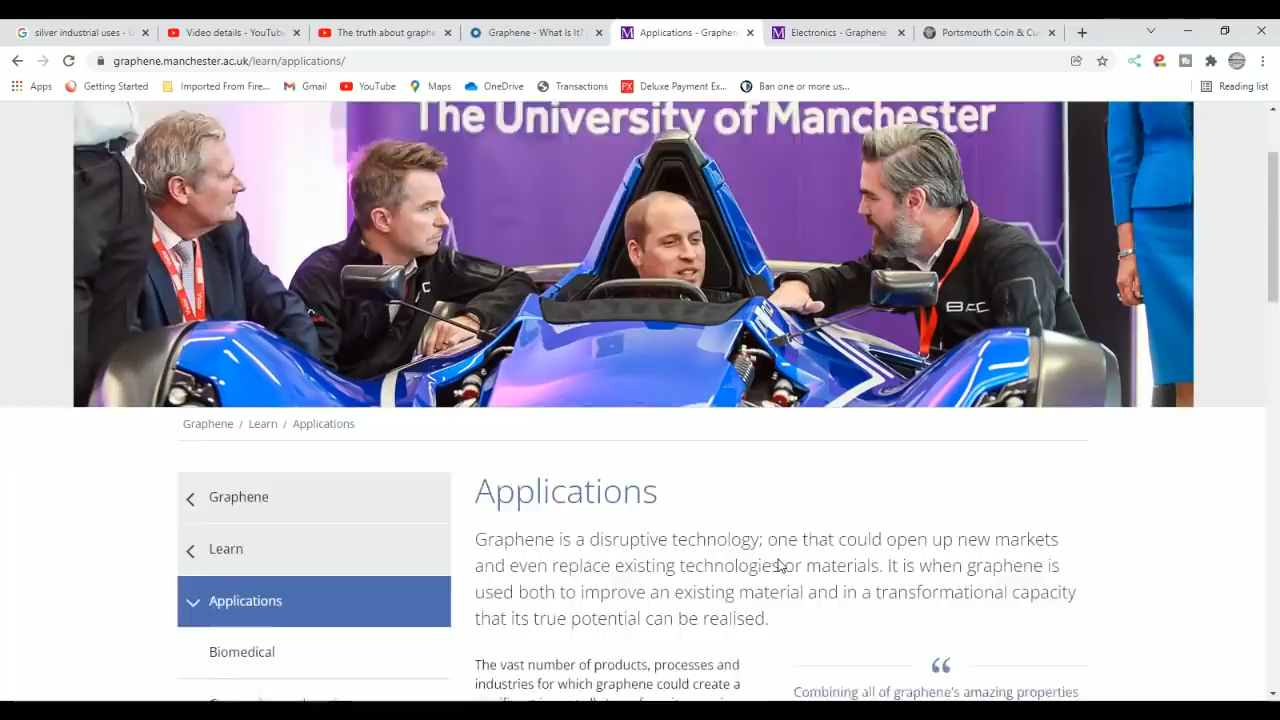 silver industrial uses - G
Video details - YouTube
The truth about graphe
Graphene - What Is It?
Applications - Graphene
Electronics - Graphene
Portsmouth Coin & Cu
graphene.manchester.ac.uk/learn/applications/
Apps
Getting Started
Imported From Fire...
Gmail
YouTube
Maps
OneDrive
Transactions
PX
Deluxe Payment Ex...
Ban one or more us...
Reading list
The University of Manchester
BAC
Graphene / Learn / Applications
Graphene
Learn
Applications
Biomedical
Applications
Graphene is a disruptive technology; one that could open up new markets
and even replace existing technologies or materials. It is when graphene is
used both to improve an existing material and in a transformational capacity
that its true potential can be realised.
The vast number of products, processes and
industries for which graphene could create a
“
Combining all of graphene's amazing properties